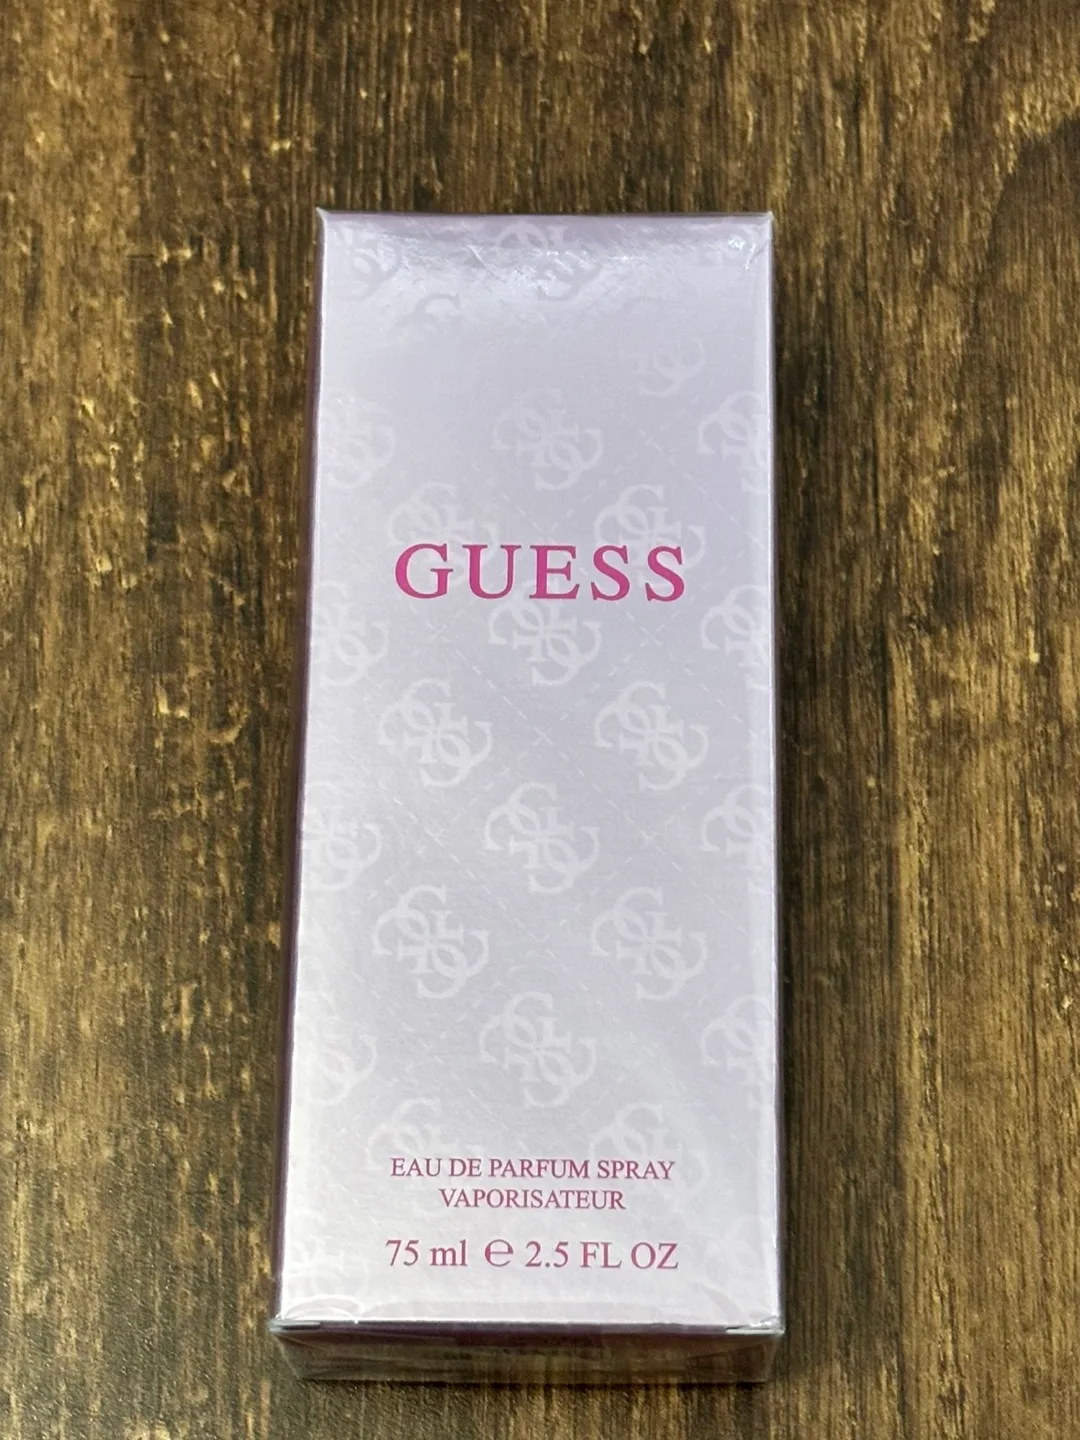 GUESS
EAU DE PARFUM SPRAY
VAPORISATEUR
75 ml ℮ 2.5 FL OZ